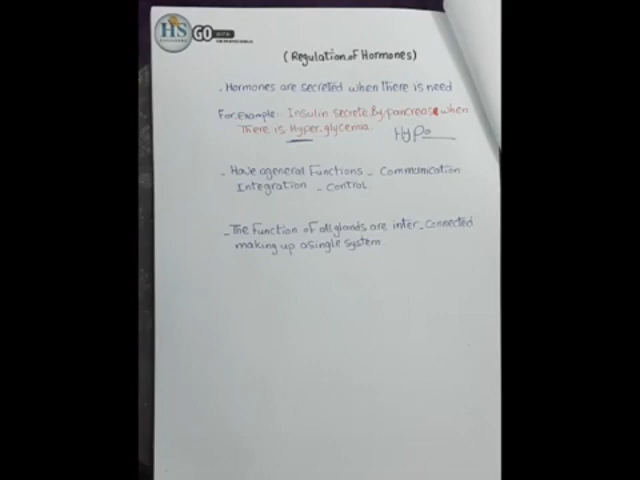 HS
GO
(Regulation of Hormones)
. Hormones are secreted when there is need
For Example: Insulin secrete By pancreas when
There is Hyper.glycemia.
Hypo
- Have a general Functions - Communication
Integration - Control
- The Function of all glands are inter-connected
making up a single system.